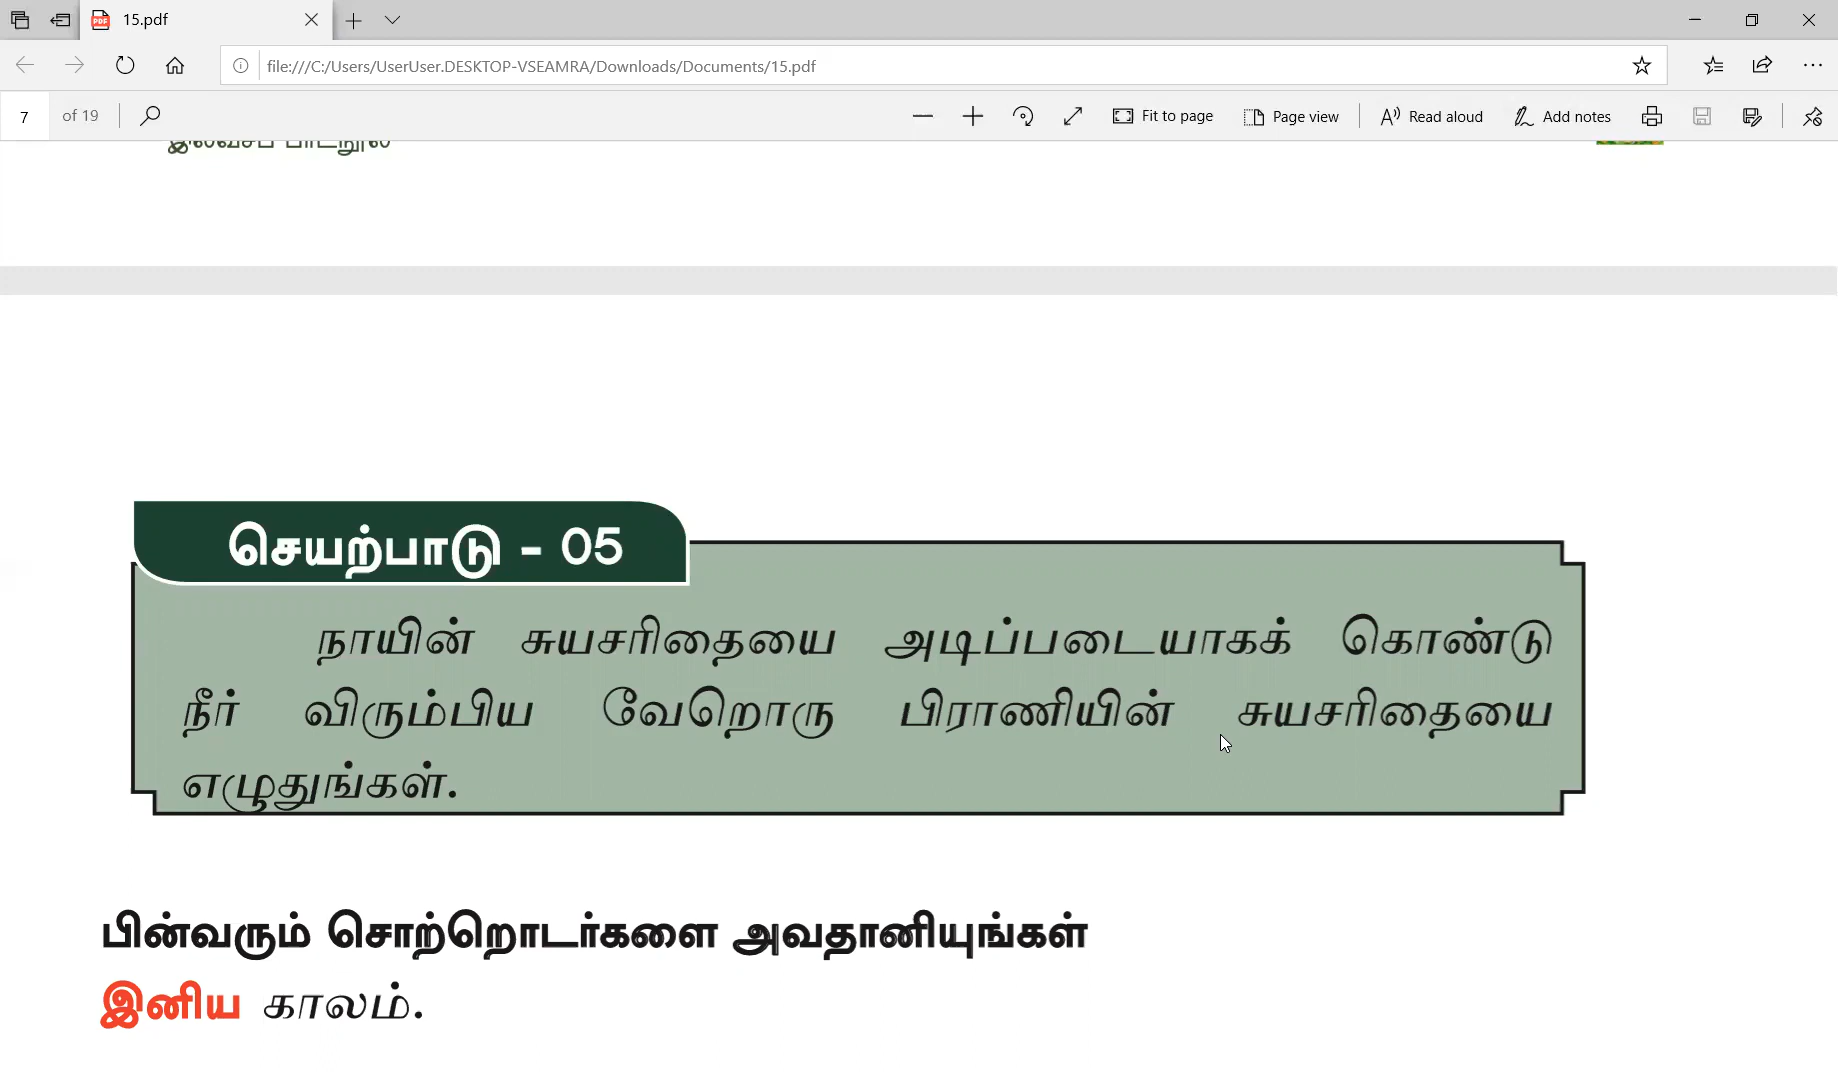 15.pdf
file:///C:/Users/UserUser.DESKTOP-VSEAMRA/Downloads/Documents/15.pdf
7 of 19 Fit to page Page view Read aloud Add notes
இலவசப் பாடநூல்
செயற்பாடு - 05
நாயின் சுயசரிதையை அடிப்படையாகக் கொண்டு
நீர் விரும்பிய வேறொரு பிராணியின் சுயசரிதையை
எழுதுங்கள்.
பின்வரும் சொற்றொடர்களை அவதானியுங்கள்
இனிய காலம்.